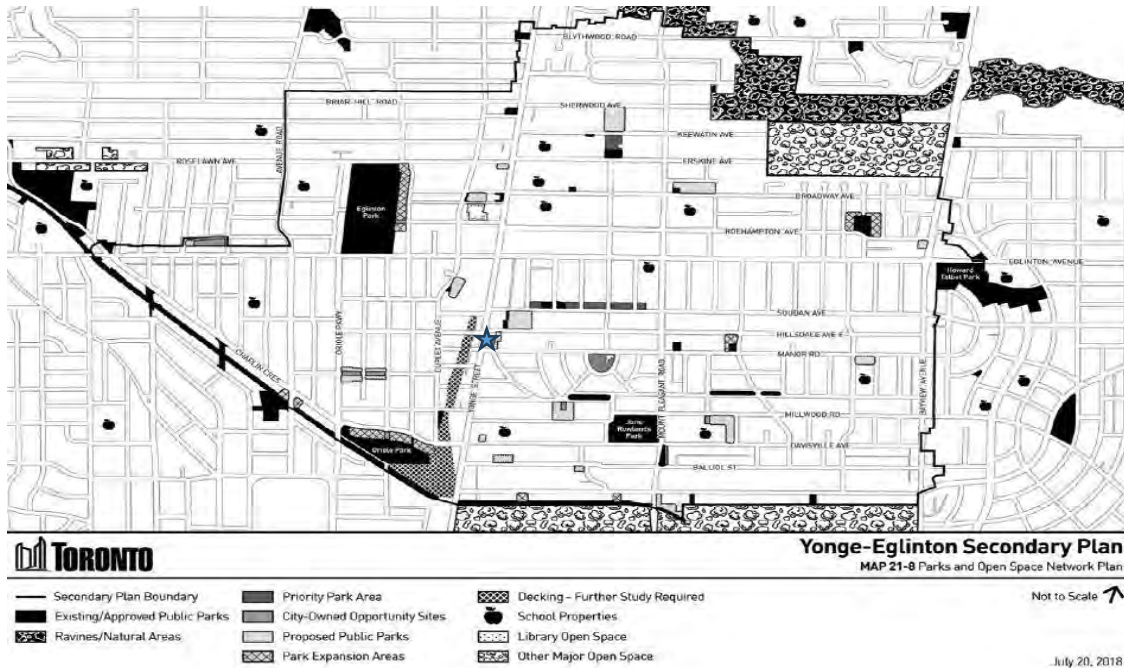 BLYTHWOOD ROAD
BRIAR HILL ROAD
SHERWOOD AVE
AVENUE ROAD
KEEWATIN AVE
ROSELAWN AVE
ERSKINE AVE
BROADWAY AVE
Eglinton
Park
ROEHAMPTON AVE
EGLINTON AVENUE
Howard
Talbot Park
SOUDAN AVE
HILLSDALE AVE E
ORIOLE PKWY
DUPLEX AVENUE
MANOR RD
CHAPLIN CRES
YONGE STREET
MOUNT PLEASANT ROAD
BAYVIEW AVENUE
MILLWOOD RD
June
Rowlands
Park
DAVISVILLE AVE
Oriole Park
BALLIOL ST
TORONTO
Yonge-Eglinton Secondary Plan
MAP 21-8 Parks and Open Space Network Plan
Secondary Plan Boundary
Existing/Approved Public Parks
Ravines/Natural Areas
Priority Park Area
City-Owned Opportunity Sites
Proposed Public Parks
Park Expansion Areas
Decking - Further Study Required
School Properties
Library Open Space
Other Major Open Space
Not to Scale
July 20, 2018